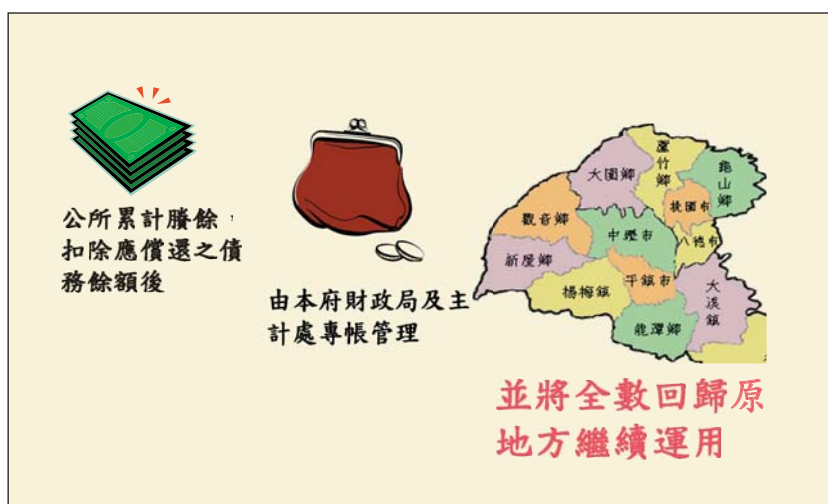 公所累計賸餘，
扣除應償還之債
務餘額後
由本府財政局及主
計處專帳管理
蘆竹鄉
龜山鄉
大園鄉
桃園市
觀音鄉
中壢市
八德市
新屋鄉
平鎮市
大溪鎮
楊梅鎮
龍潭鄉
並將全數回歸原
地方繼續運用